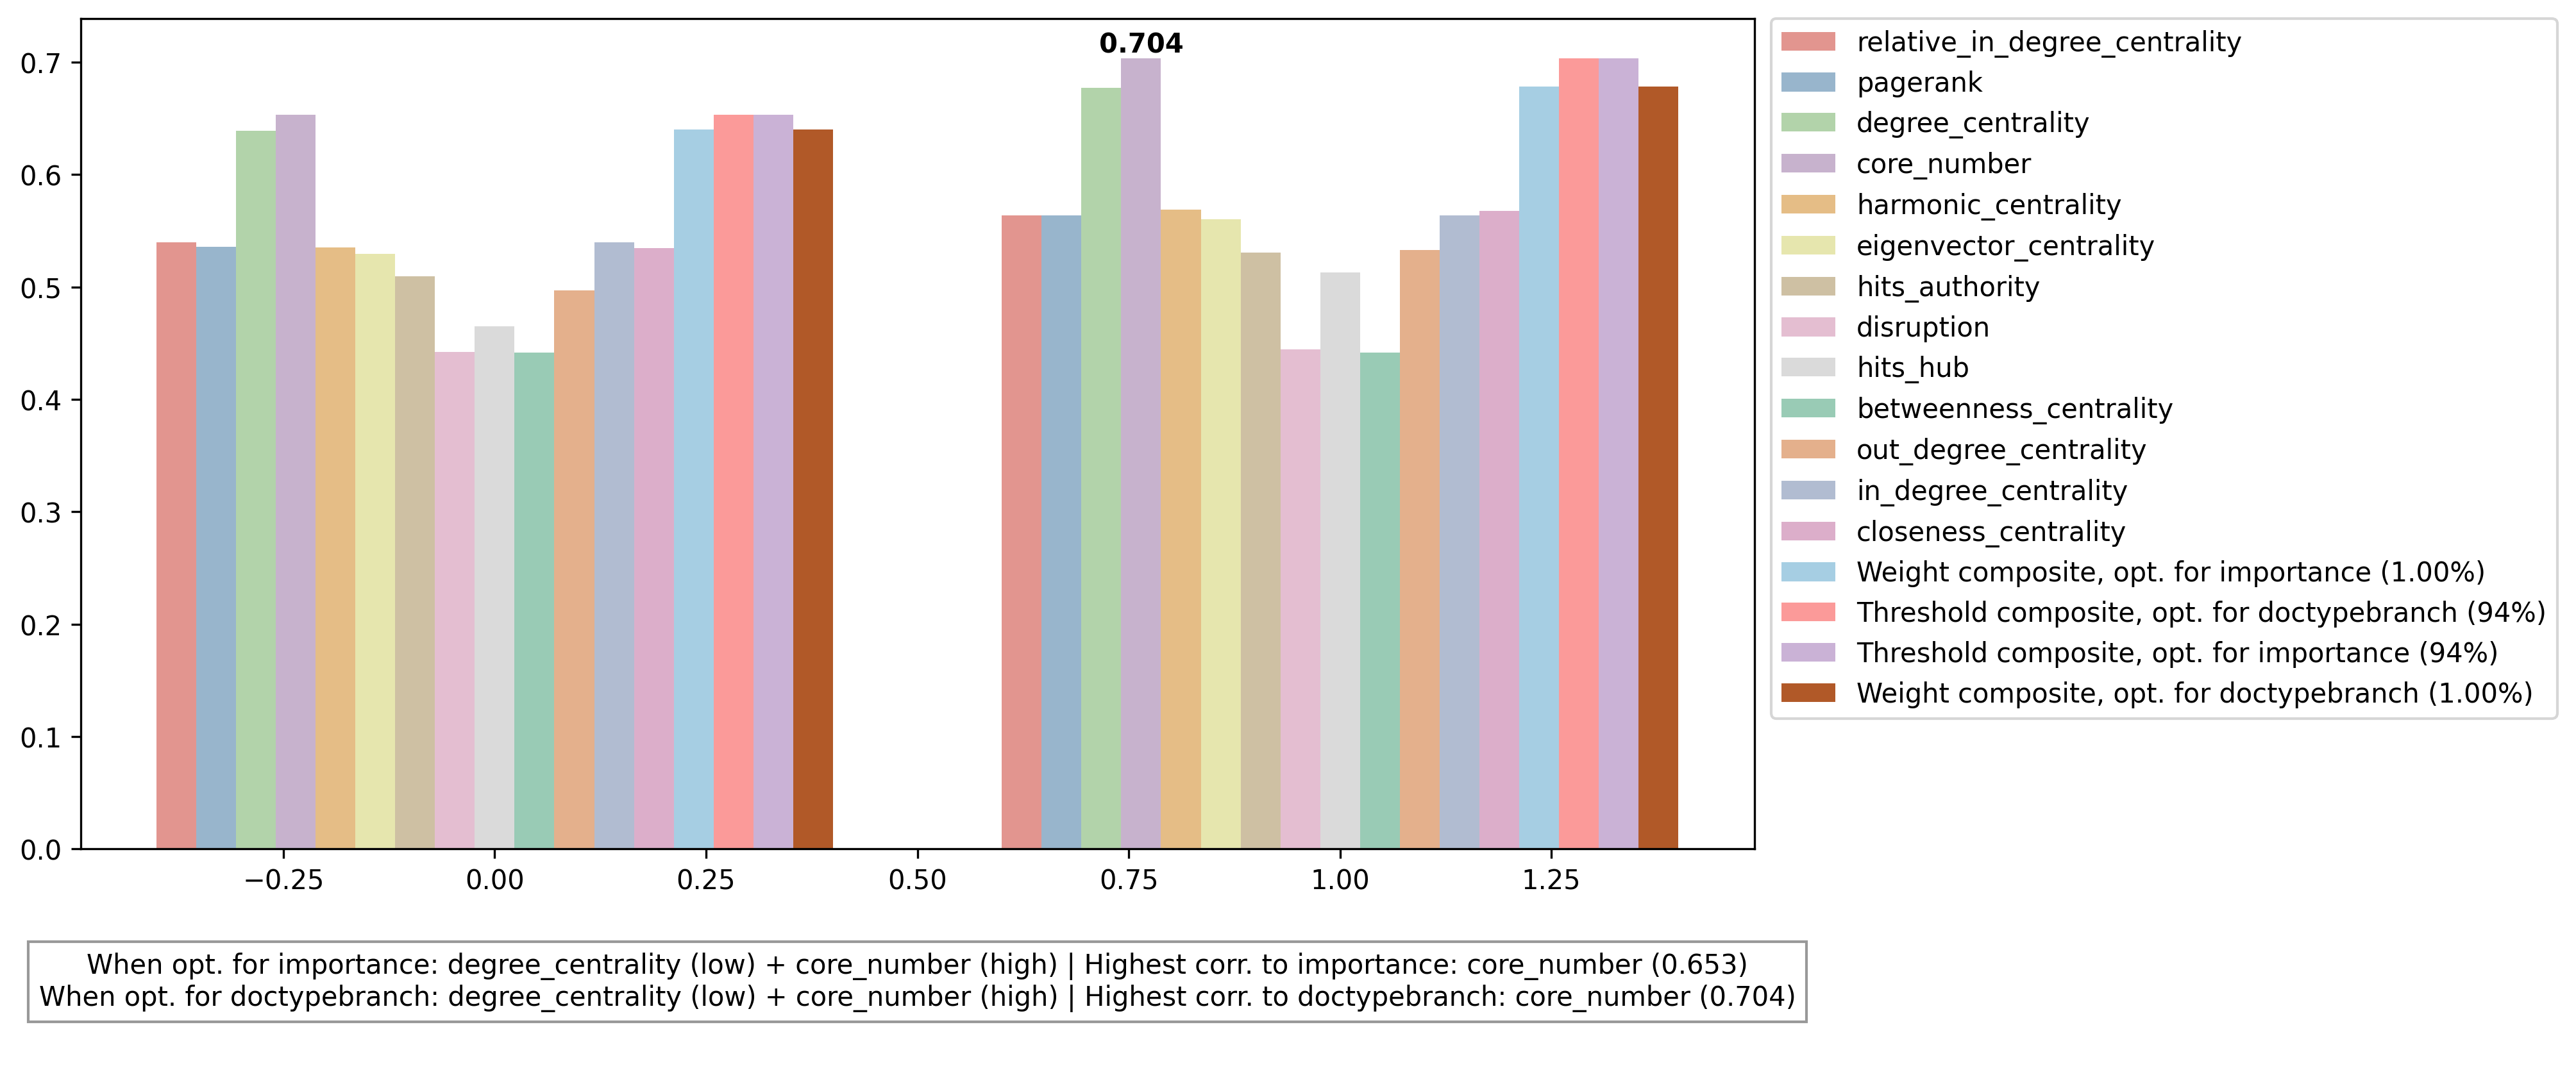 0.704
0.7
0.6
0.5
0.4
0.3
0.2
0.1
0.0
−0.25 0.00 0.25 0.50 0.75 1.00 1.25
relative_in_degree_centrality
pagerank
degree_centrality
core_number
harmonic_centrality
eigenvector_centrality
hits_authority
disruption
hits_hub
betweenness_centrality
out_degree_centrality
in_degree_centrality
closeness_centrality
Weight composite, opt. for importance (1.00%)
Threshold composite, opt. for doctypebranch (94%)
Threshold composite, opt. for importance (94%)
Weight composite, opt. for doctypebranch (1.00%)
When opt. for importance: degree_centrality (low) + core_number (high) | Highest corr. to importance: core_number (0.653)
When opt. for doctypebranch: degree_centrality (low) + core_number (high) | Highest corr. to doctypebranch: core_number (0.704)